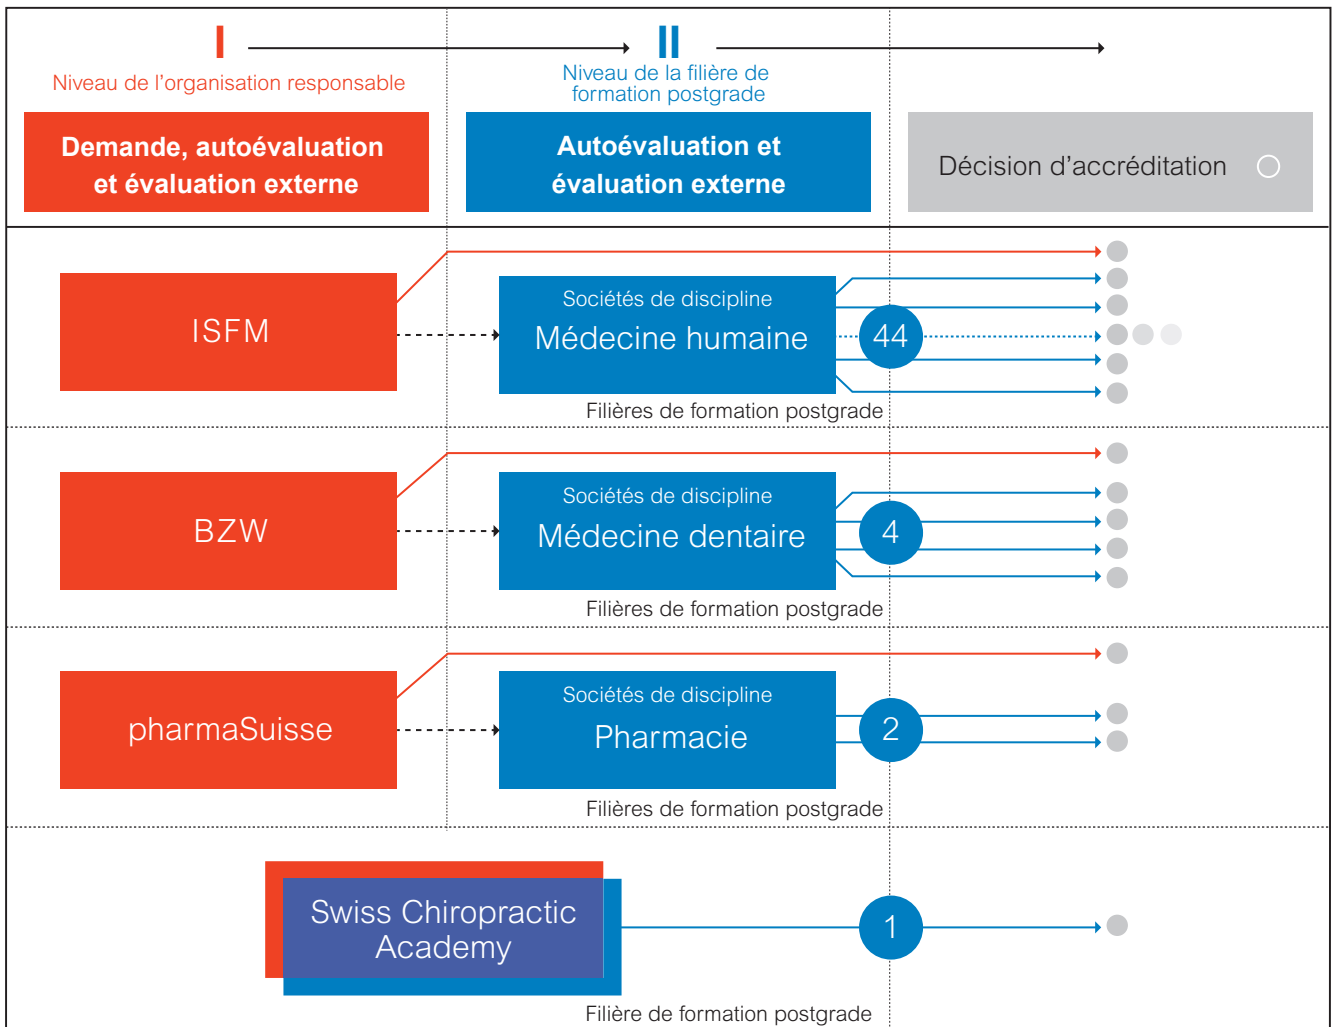 I
II
Niveau de l’organisation responsable
Niveau de la filière de
formation postgrade
Demande, autoévaluation
et évaluation externe
Autoévaluation et
évaluation externe
Décision d’accréditation
ISFM
Sociétés de discipline
Médecine humaine
44
Filières de formation postgrade
BZW
Sociétés de discipline
Médecine dentaire
4
Filières de formation postgrade
pharmaSuisse
Sociétés de discipline
Pharmacie
2
Filières de formation postgrade
Swiss Chiropractic
Academy
1
Filière de formation postgrade